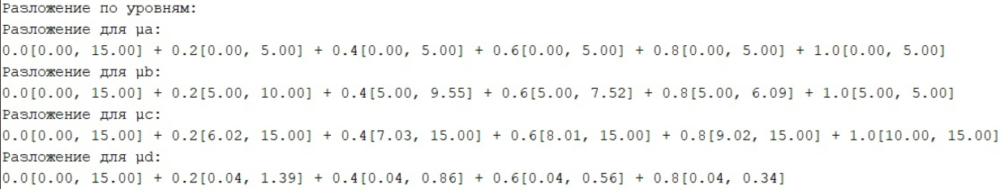 Разложение по уровням:
Разложение для μa:
0.0[0.00, 15.00] + 0.2[0.00, 5.00] + 0.4[0.00, 5.00] + 0.6[0.00, 5.00] + 0.8[0.00, 5.00] + 1.0[0.00, 5.00]
Разложение для μb:
0.0[0.00, 15.00] + 0.2[5.00, 10.00] + 0.4[5.00, 9.55] + 0.6[5.00, 7.52] + 0.8[5.00, 6.09] + 1.0[5.00, 5.00]
Разложение для μc:
0.0[0.00, 15.00] + 0.2[6.02, 15.00] + 0.4[7.03, 15.00] + 0.6[8.01, 15.00] + 0.8[9.02, 15.00] + 1.0[10.00, 15.00]
Разложение для μd:
0.0[0.00, 15.00] + 0.2[0.04, 1.39] + 0.4[0.04, 0.86] + 0.6[0.04, 0.56] + 0.8[0.04, 0.34]